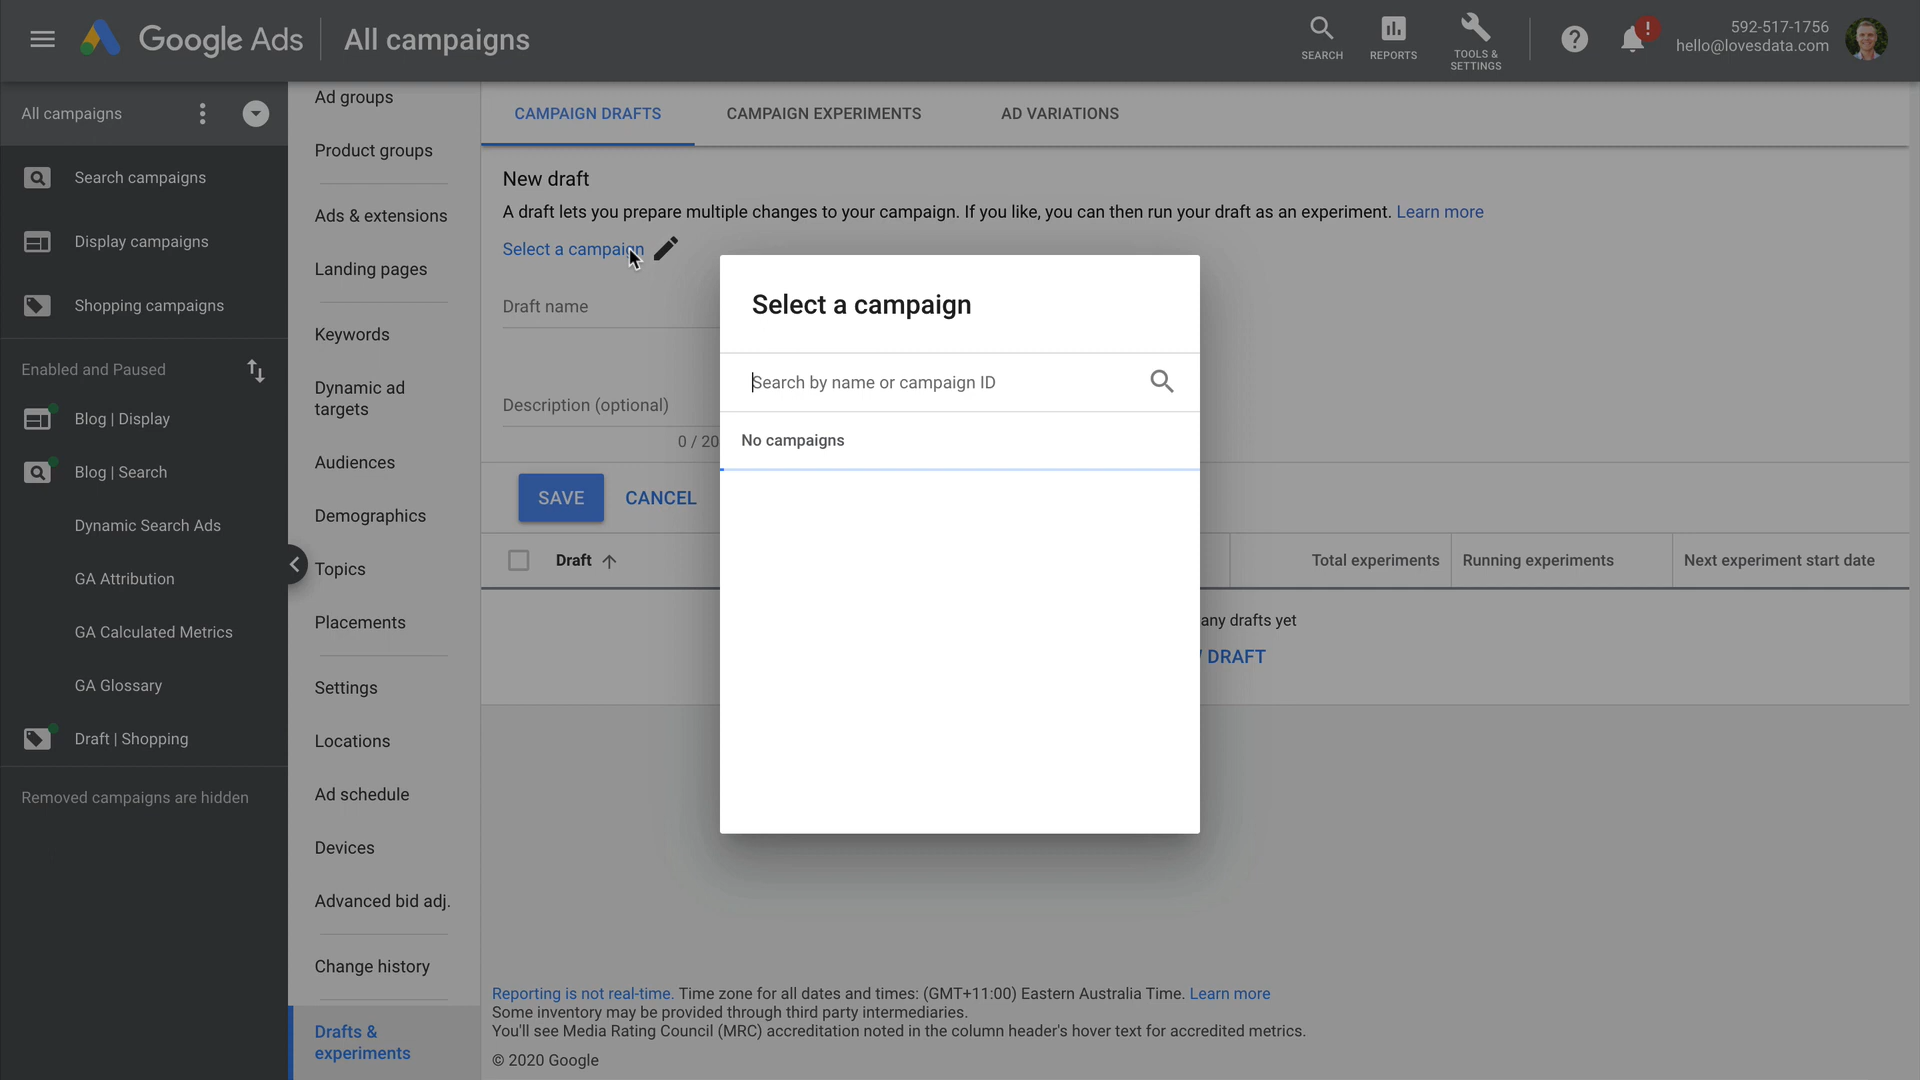 Google Ads
All campaigns
SEARCH
REPORTS
TOOLS &
SETTINGS
!
592-517-1756
hello@lovesdata.com
All campaigns
Search campaigns
Display campaigns
Shopping campaigns
Enabled and Paused
Blog | Display
Blog | Search
Dynamic Search Ads
GA Attribution
GA Calculated Metrics
GA Glossary
Draft | Shopping
Removed campaigns are hidden
Ad groups
Product groups
Ads & extensions
Landing pages
Keywords
Dynamic ad
targets
Audiences
Demographics
Topics
Placements
Settings
Locations
Ad schedule
Devices
Advanced bid adj.
Change history
Drafts &
experiments
CAMPAIGN DRAFTS
CAMPAIGN EXPERIMENTS
AD VARIATIONS
New draft
A draft lets you prepare multiple changes to your campaign. If you like, you can then run your draft as an experiment. Learn more
Select a campaign
Draft name
Description (optional)
0 / 20
SAVE
CANCEL
Draft
Total experiments
Running experiments
Next experiment start date
any drafts yet
DRAFT
Select a campaign
Search by name or campaign ID
No campaigns
Reporting is not real-time. Time zone for all dates and times: (GMT+11:00) Eastern Australia Time. Learn more
Some inventory may be provided through third party intermediaries.
You'll see Media Rating Council (MRC) accreditation noted in the column header's hover text for accredited metrics.
© 2020 Google